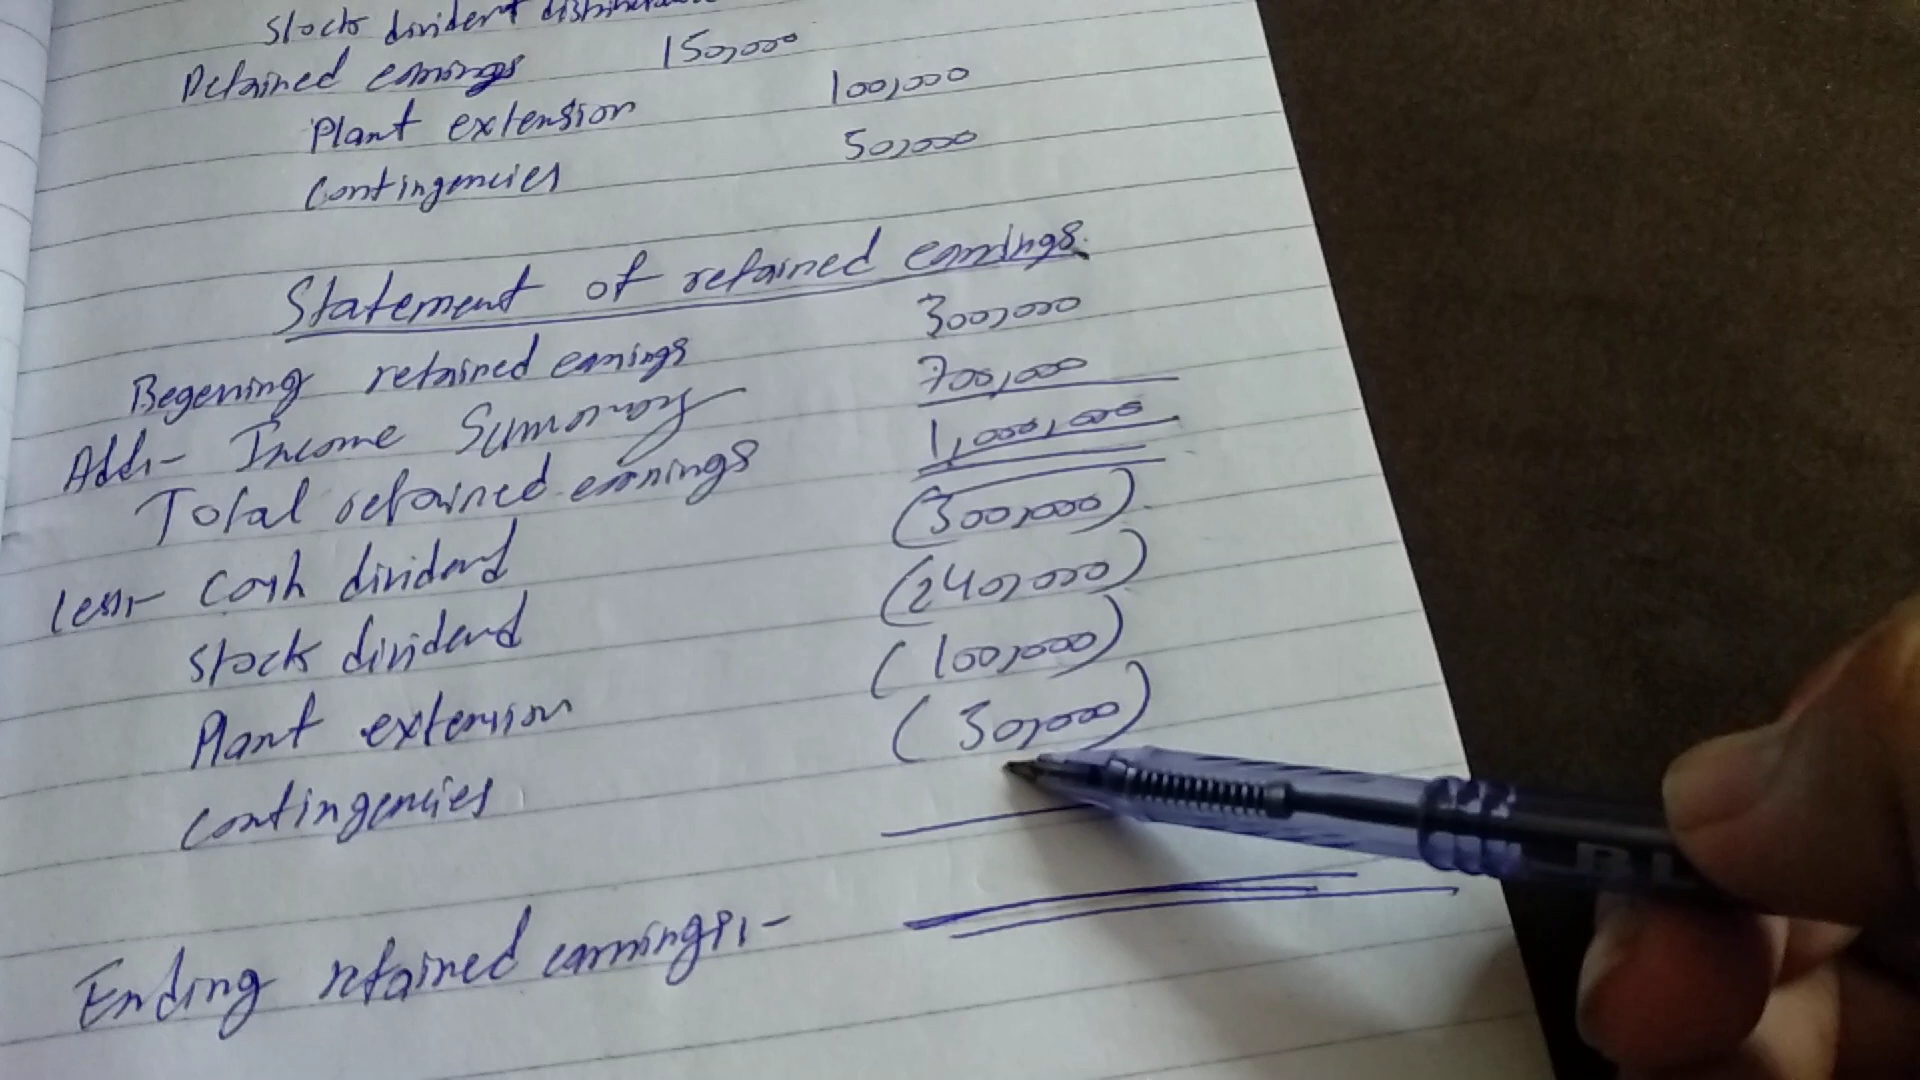 Stock divident
Retained earnings 150,000
Plant extension 100,000
Contingencies 50,000
Statement of retained earnings.
Begening retained earnings 300,000
Add:- Income Summary 700,000
Total retained earnings 1,000,000
less:- Cash dividend (300,000)
Stock dividend (240,000)
Plant extension (100,000)
Contingencies (50,000)
Ending retained earnings:-